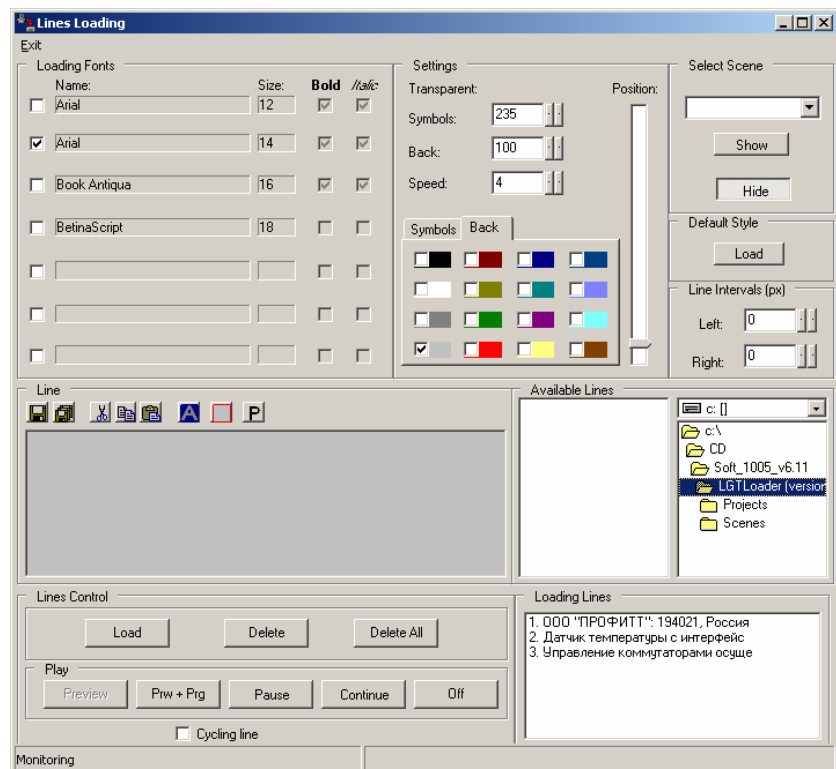 Lines Loading
Exit
Loading Fonts
Name: Size: Bold Italic
Arial 12
Arial 14
Book Antiqua 16
BetinaScript 18
Settings
Transparent: Position:
Symbols: 235
Back: 100
Speed: 4
Symbols Back
Select Scene
Show
Hide
Default Style
Load
Line Intervals (px)
Left: 0
Right: 0
Line
A P
Available Lines
c: []
c:\
CD
Soft_1005_v6.11
LGTLoader (version
Projects
Scenes
Lines Control
Load Delete Delete All
Play
Preview Prw + Prg Pause Continue Off
Cycling line
Loading Lines
1. ООО "ПРОФИТТ": 194021, Россия
2. Датчик температуры с интерфейс
3. Управление коммутаторами осуще
Monitoring